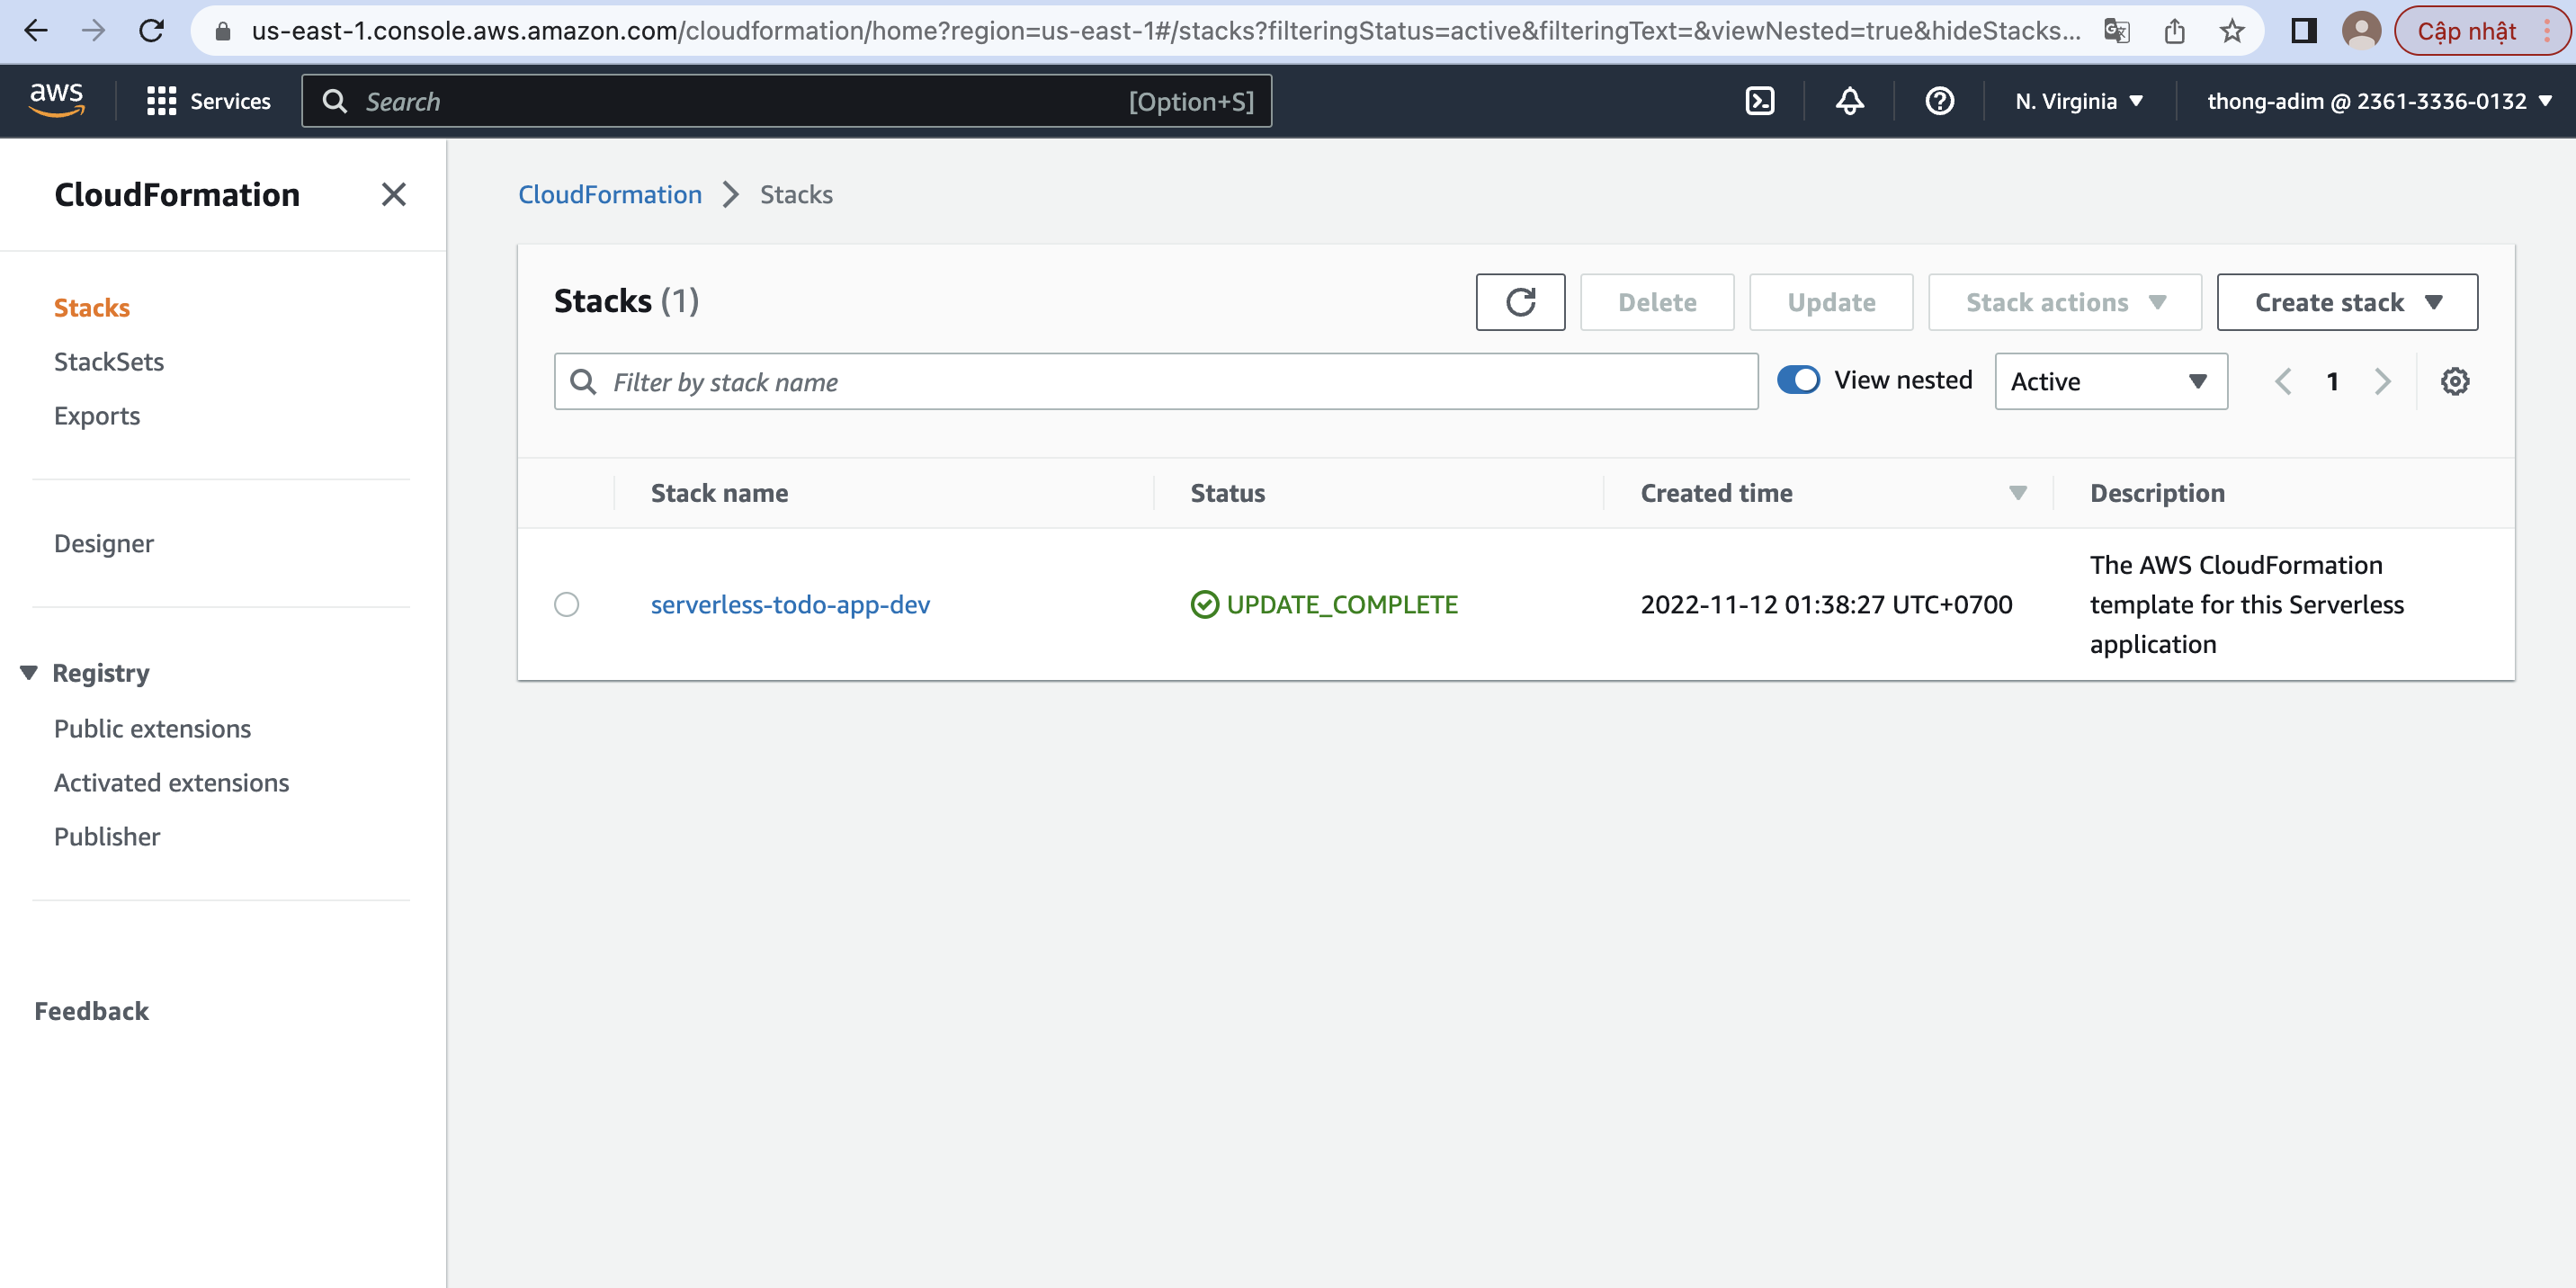 us-east-1.console.aws.amazon.com/cloudformation/home?region=us-east-1#/stacks?filteringStatus=active&filteringText=&viewNested=true&hideStacks...
Cập nhật
aws
Services
Search
[Option+S]
N. Virginia
thong-adim @ 2361-3336-0132
CloudFormation
Stacks
StackSets
Exports
Designer
Registry
Public extensions
Activated extensions
Publisher
Feedback
CloudFormation
Stacks
Stacks (1)
Delete
Update
Stack actions
Create stack
Filter by stack name
View nested
Active
1
Stack name
Status
Created time
Description
serverless-todo-app-dev
UPDATE_COMPLETE
2022-11-12 01:38:27 UTC+0700
The AWS CloudFormation
template for this Serverless
application